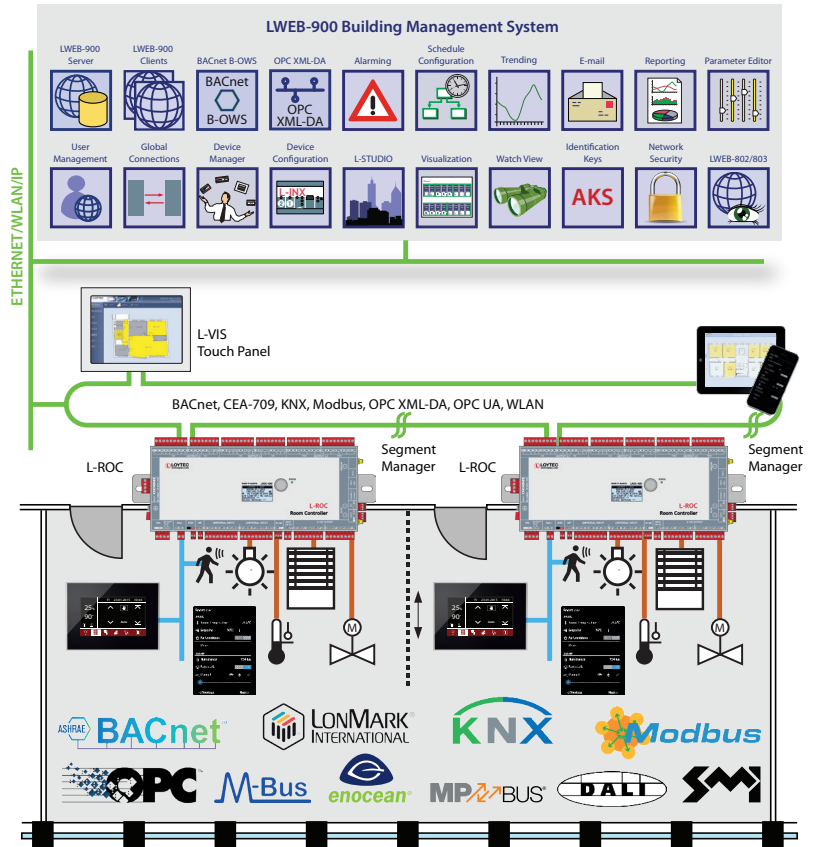 LWEB-900 Building Management System
LWEB-900
Server
LWEB-900
Clients
BACnet B-OWS
OPC XML-DA
Alarming
Schedule
Configuration
Trending
E-mail
Reporting
Parameter Editor
BACnet
B-OWS
OPC
XML-DA
User
Management
Global
Connections
Device
Manager
Device
Configuration
L-STUDIO
Visualization
Watch View
Identification
Keys
Network
Security
LWEB-802/803
L-INX
AKS
ETHERNET/WLAN/IP
L-VIS
Touch Panel
BACnet, CEA-709, KNX, Modbus, OPC XML-DA, OPC UA, WLAN
L-ROC
Segment
Manager
L-ROC
Segment
Manager
LOYTEC
L-ROC
Room Controller
LOYTEC
L-ROC
Room Controller
M
M
ASHRAE BACnet
LONMARK®
INTERNATIONAL
KNX
Modbus
OPC
M-Bus
enocean®
MP BUS®
DALI
SMI